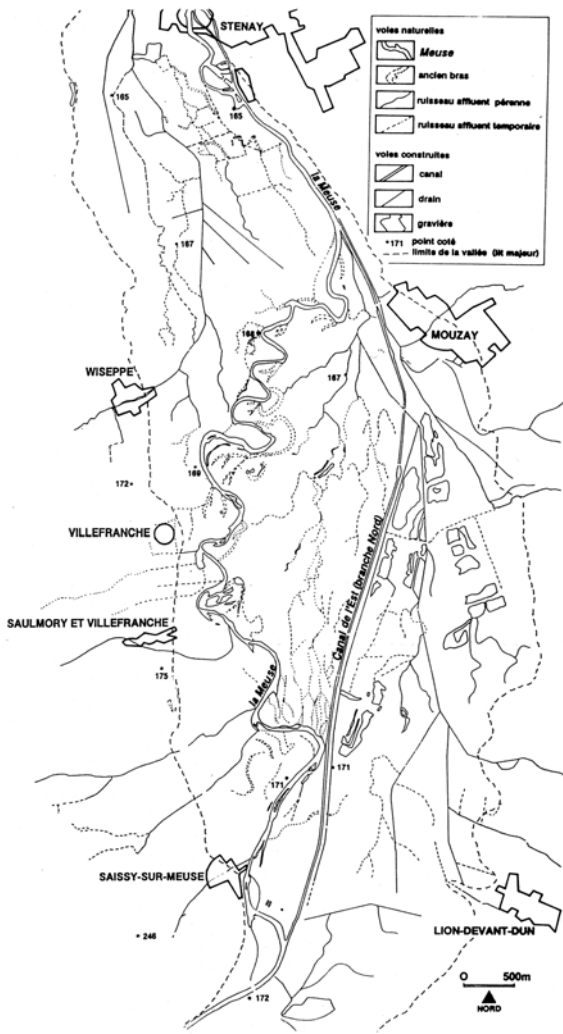 STENAY
voies naturelles
Meuse
ancien bras
ruisseau affluent pérenne
ruisseau affluent temporaire
voies construites
canal
drain
gravière
171 point coté
limite de la vallée (lit majeur)
165
165
la Meuse
167
168
MOUZAY
167
WISEPPE
169
172
VILLEFRANCHE
Canal de l'Est (branche Nord)
SAULMORY ET VILLEFRANCHE
175
la Meuse
171
171
SAISSY-SUR-MEUSE
LION-DEVANT-DUN
246
172
O 500m
NORD